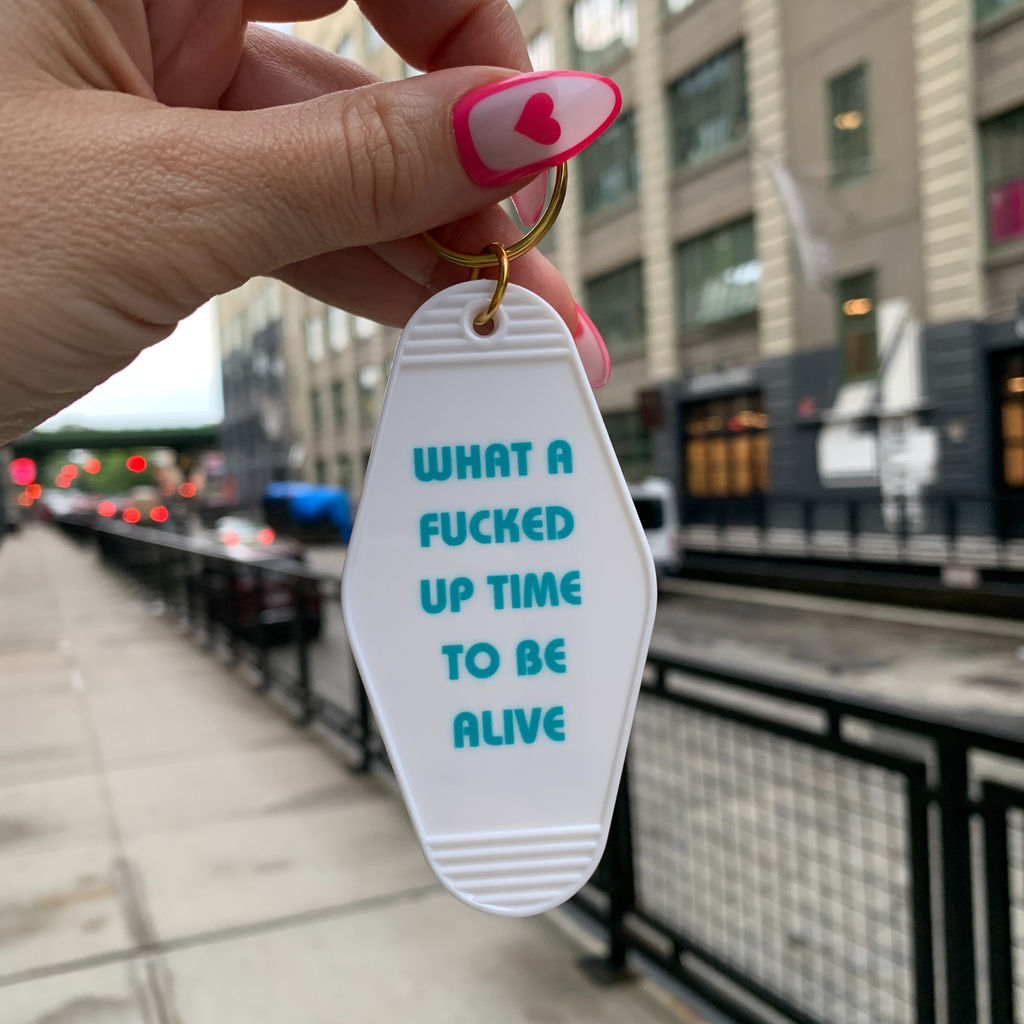 WHAT A
FUCKED
UP TIME
TO BE
ALIVE